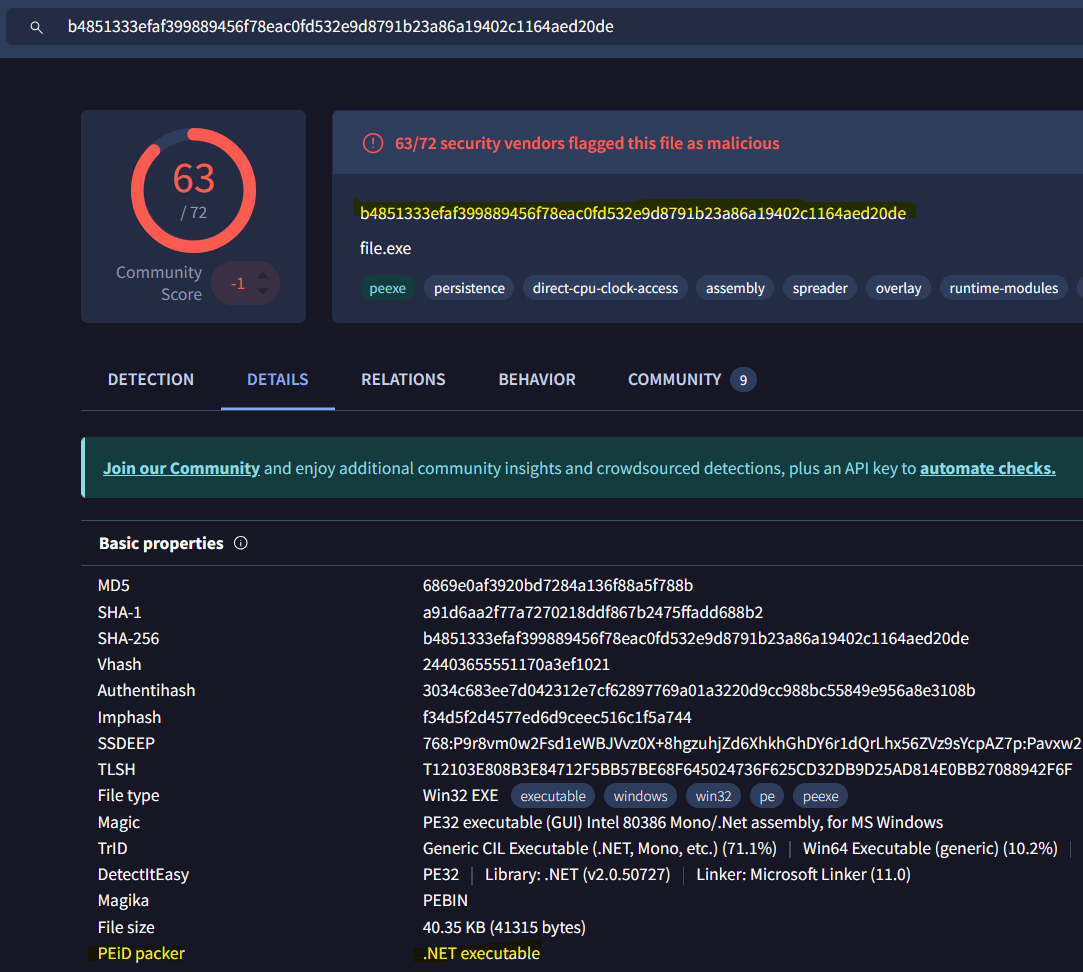 b4851333efaf399889456f78eac0fd532e9d8791b23a86a19402c1164aed20de
63
/ 72
Community
Score
-1
63/72 security vendors flagged this file as malicious
b4851333efaf399889456f78eac0fd532e9d8791b23a86a19402c1164aed20de
file.exe
peexe persistence direct-cpu-clock-access assembly spreader overlay runtime-modules
DETECTION DETAILS RELATIONS BEHAVIOR COMMUNITY 9
Join our Community and enjoy additional community insights and crowdsourced detections, plus an API key to automate checks.
Basic properties
MD5 6869e0af3920bd7284a136f88a5f788b
SHA-1 a91d6aa2f77a7270218ddf867b2475ffadd688b2
SHA-256 b4851333efaf399889456f78eac0fd532e9d8791b23a86a19402c1164aed20de
Vhash 24403655551170a3ef1021
Authentihash 3034c683ee7d042312e7cf62897769a01a3220d9cc988bc55849e956a8e3108b
Imphash f34d5f2d4577ed6d9ceec516c1f5a744
SSDEEP 768:P9r8vm0w2Fsd1eWBJVvz0X+8hgzuhjZd6XhkhGhDY6r1dQrLhx56ZVz9sYcpAZ7p:Pavxw2
TLSH T12103E808B3E84712F5BB57BE68F645024736F625CD32DB9D25AD814E0BB27088942F6F
File type Win32 EXE executable windows win32 pe peexe
Magic PE32 executable (GUI) Intel 80386 Mono/.Net assembly, for MS Windows
TrID Generic CIL Executable (.NET, Mono, etc.) (71.1%) | Win64 Executable (generic) (10.2%) |
DetectItEasy PE32 | Library: .NET (v2.0.50727) | Linker: Microsoft Linker (11.0)
Magika PEBIN
File size 40.35 KB (41315 bytes)
PEiD packer .NET executable